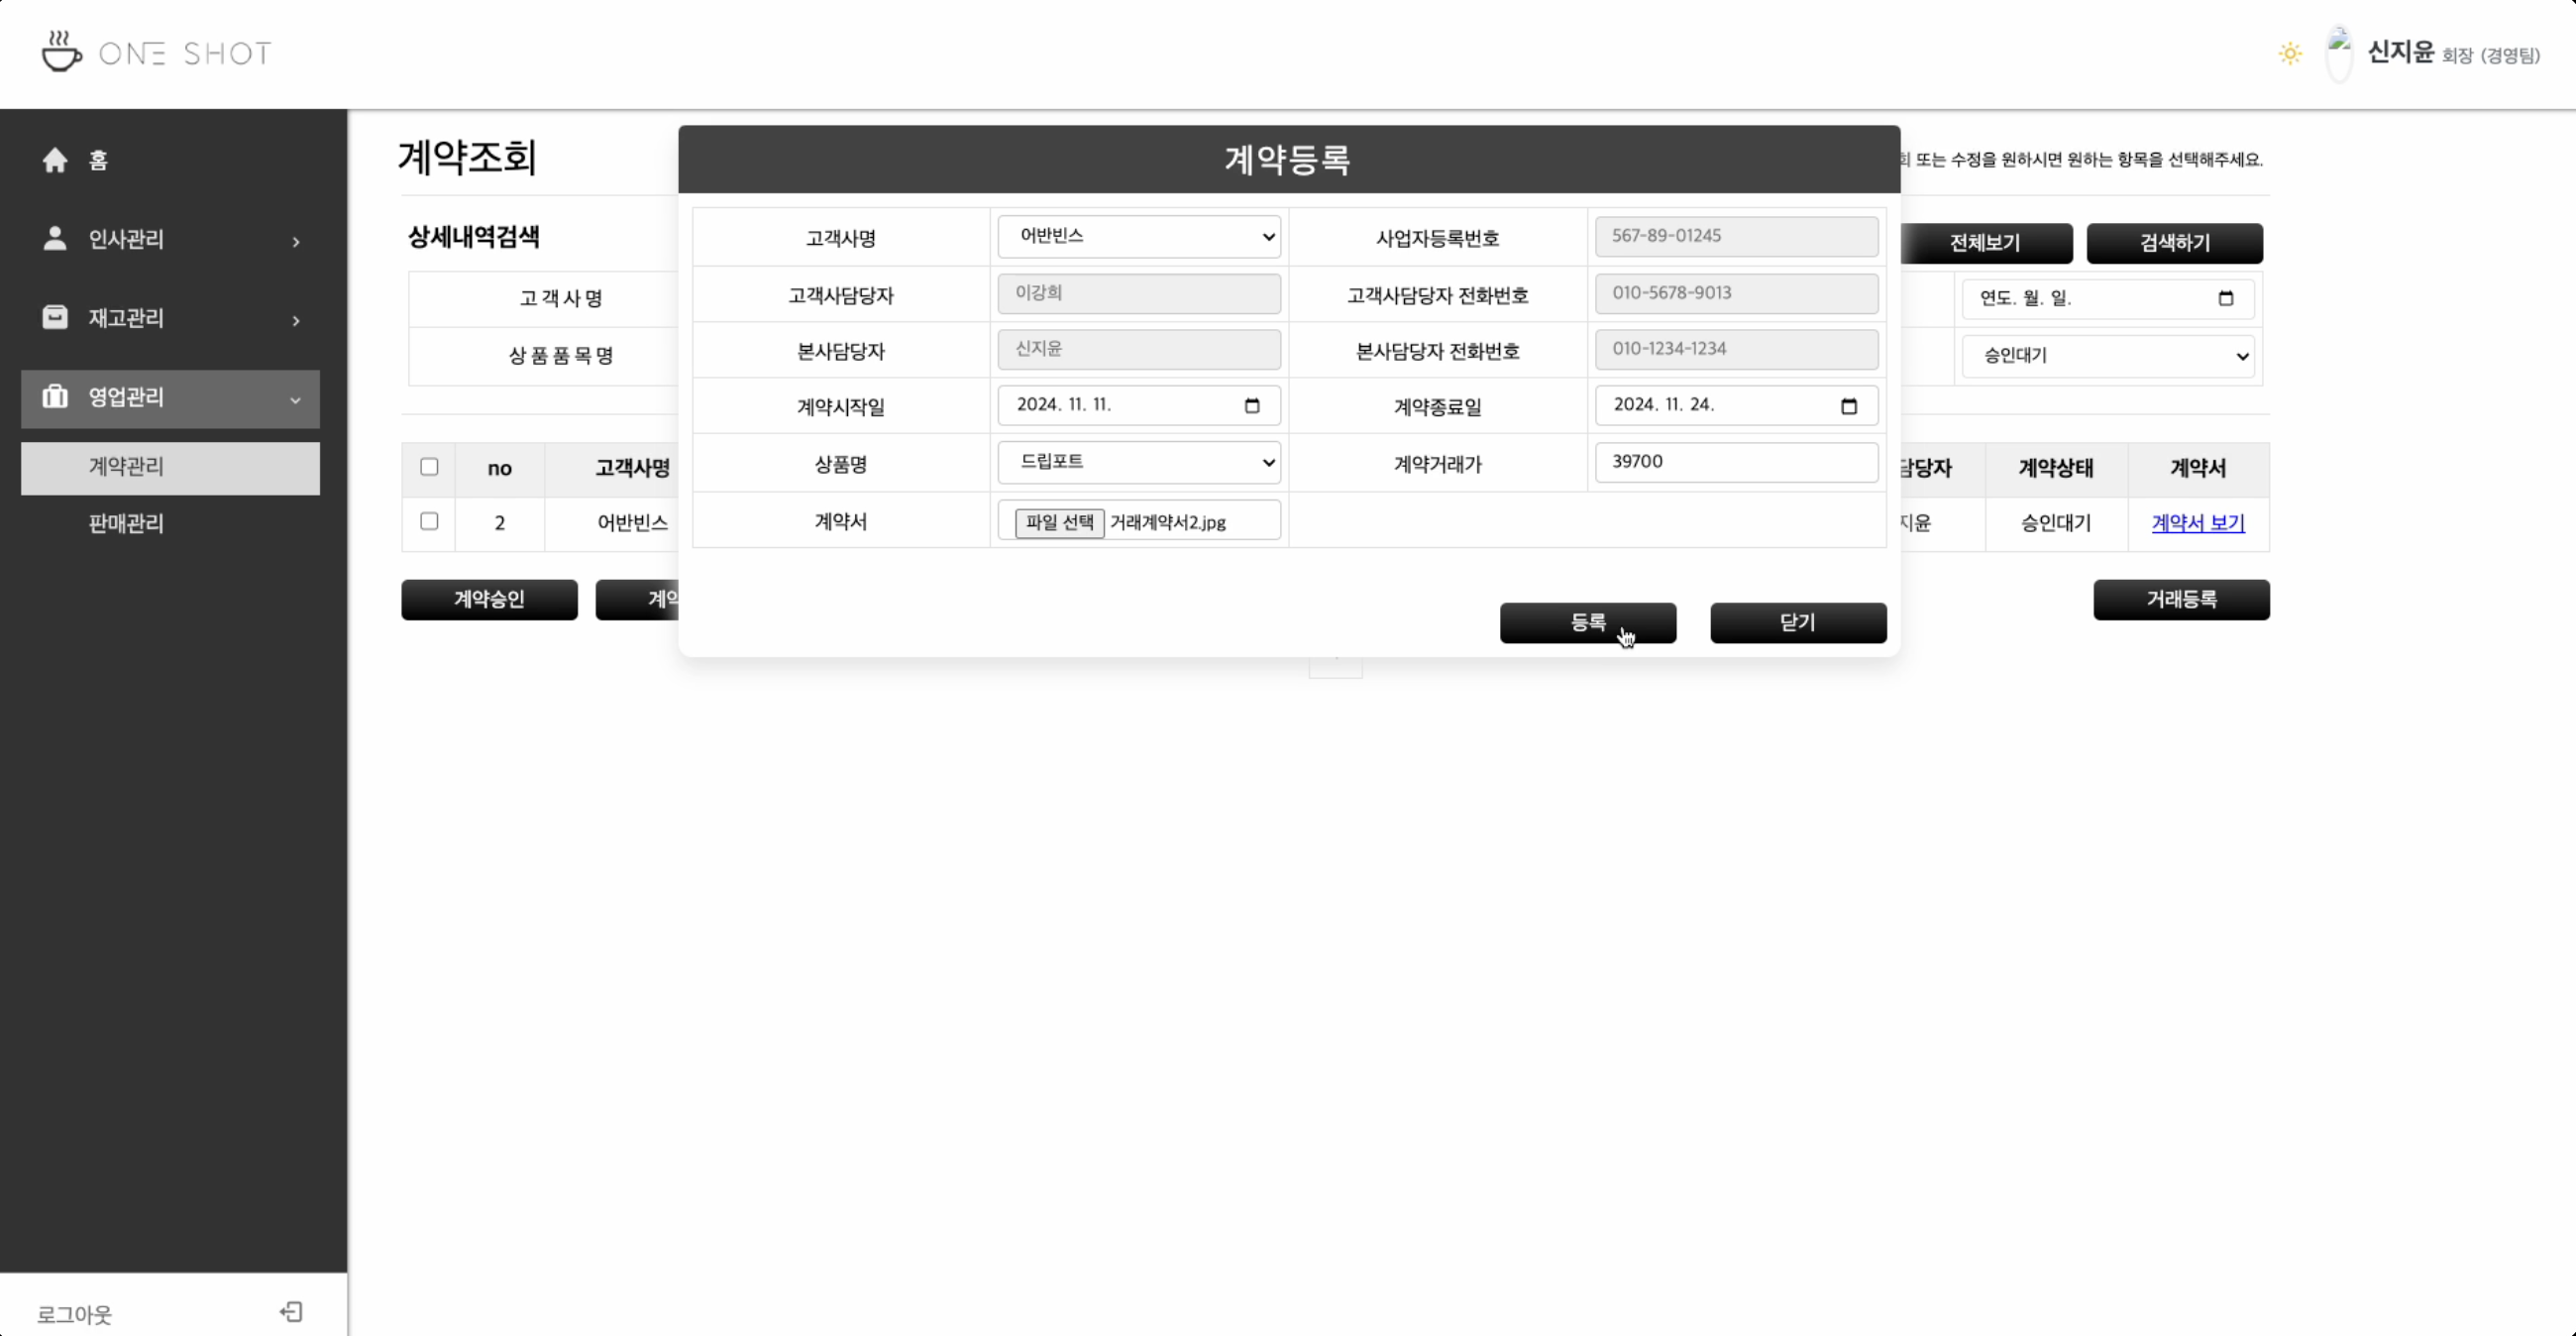 ONE SHOT
신지윤 회장 (경영팀)
홈
인사관리
재고관리
영업관리
계약관리
판매관리
로그아웃
계약조회
또는 수정을 원하시면 원하는 항목을 선택해주세요.
상세내역검색
전체보기 검색하기
고객사명
연도. 월. 일.
상품품목명
승인대기
no 고객사명 담당자 계약상태 계약서
2 어반빈스 지윤 승인대기 계약서 보기
계약승인 계약 거래등록
계약등록
고객사명 어반빈스 사업자등록번호 567-89-01245
고객사담당자 이강희 고객사담당자 전화번호 010-5678-9013
본사담당자 신지윤 본사담당자 전화번호 010-1234-1234
계약시작일 2024. 11. 11. 계약종료일 2024. 11. 24.
상품명 드립포트 계약거래가 39700
계약서 파일 선택 거래계약서2.jpg
등록 닫기